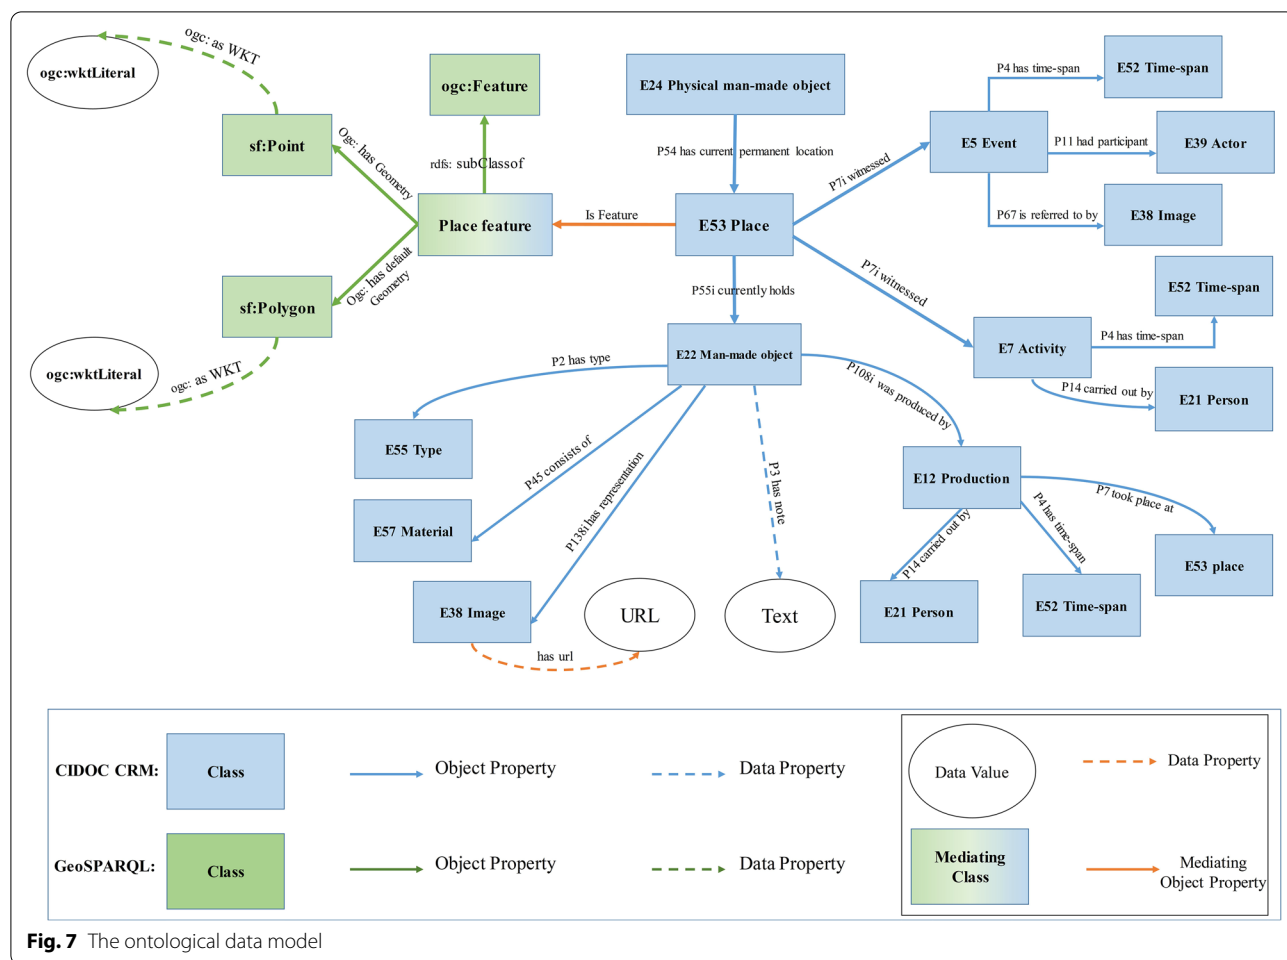 ogc: as WKT
ogc:wktLiteral
sf:Point
Ogc: has Geometry
ogc:Feature
rdfs: subClassof
Place feature
Is Feature
E24 Physical man-made object
P54 has current permanent location
E53 Place
P7i witnessed
E5 Event
P4 has time-span
E52 Time-span
P11 had participant
E39 Actor
P67 is referred to by
E38 Image
Ogc: has default
Geometry
sf:Polygon
ogc: as WKT
ogc:wktLiteral
P55i currently holds
P7i witnessed
E7 Activity
P4 has time-span
E52 Time-span
P14 carried out by
E21 Person
E22 Man-made object
P2 has type
E55 Type
P45 consists of
E57 Material
P138i has representation
E38 Image
has url
URL
P3 has note
Text
P108i was produced by
E12 Production
P14 carried out by
E21 Person
P4 has time-span
E52 Time-span
P7 took place at
E53 place
CIDOC CRM:
Class
Object Property
Data Property
GeoSPARQL:
Class
Object Property
Data Property
Data Value
Data Property
Mediating
Class
Mediating
Object Property
Fig. 7 The ontological data model